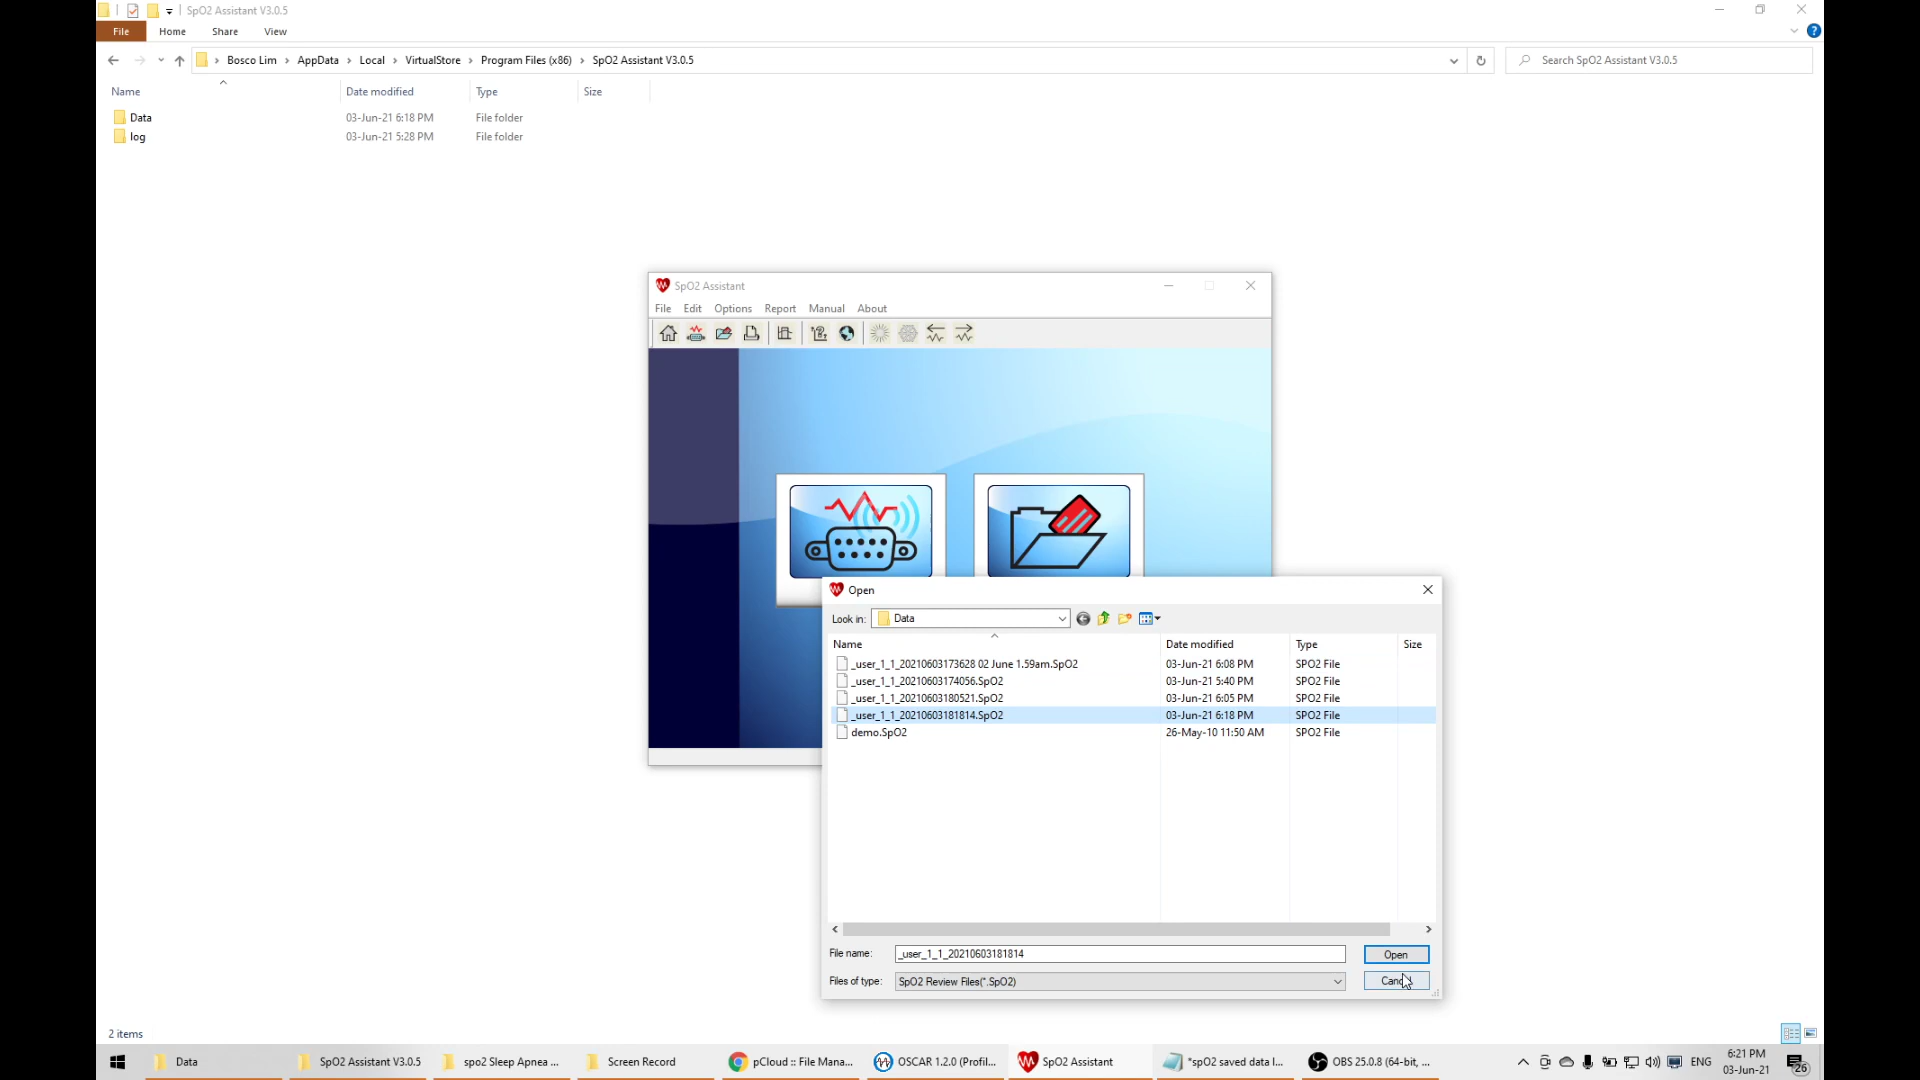 SpO2 Assistant V3.0.5
File Home Share View
Bosco Lim › AppData › Local › VirtualStore › Program Files (x86) › SpO2 Assistant V3.0.5
Search SpO2 Assistant V3.0.5
Name Date modified Type Size
Data 03-Jun-21 6:18 PM File folder
log 03-Jun-21 5:28 PM File folder
SpO2 Assistant
File Edit Options Report Manual About
Open
Look in: Data
Name Date modified Type Size
_user_1_1_20210603173628 02 June 1.59am.SpO2 03-Jun-21 6:08 PM SPO2 File
_user_1_1_20210603174056.SpO2 03-Jun-21 5:40 PM SPO2 File
_user_1_1_20210603180521.SpO2 03-Jun-21 6:05 PM SPO2 File
_user_1_1_20210603181814.SpO2 03-Jun-21 6:18 PM SPO2 File
demo.SpO2 26-May-10 11:50 AM SPO2 File
File name: _user_1_1_20210603181814 Open
Files of type: SpO2 Review Files(*.SpO2) Cancel
2 items
Data SpO2 Assistant V3.0.5 spo2 Sleep Apnea ... Screen Record pCloud :: File Mana... OSCAR 1.2.0 (Profil... SpO2 Assistant *spO2 saved data l... OBS 25.0.8 (64-bit, ... ENG 6:21 PM
03-Jun-21 26